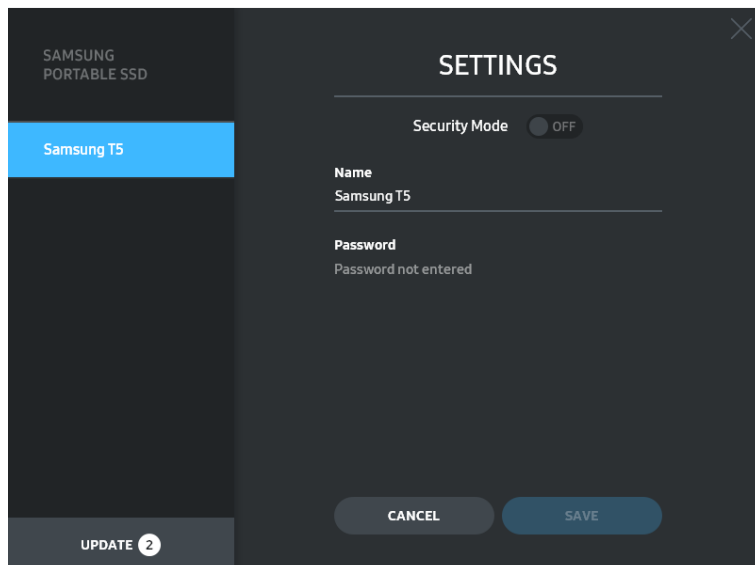 SAMSUNG
PORTABLE SSD
Samsung T5
SETTINGS
Security Mode OFF
Name
Samsung T5
Password
Password not entered
CANCEL SAVE
UPDATE 2